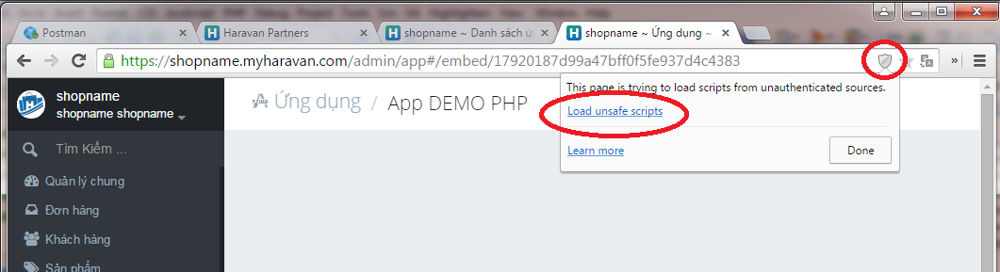 Postman
Haravan Partners
shopname ~ Danh sách ứ
shopname ~ Ứng dụng ~
https://shopname.myharavan.com/admin/app#/embed/17920187d99a47bff0f5fe937d4c4383
This page is trying to load scripts from unauthenticated sources.
Load unsafe scripts
Learn more
Done
shopname
shopname shopname
Ứng dụng / App DEMO PHP
Tìm Kiếm ...
Quản lý chung
Đơn hàng
Khách hàng
Sản phẩm